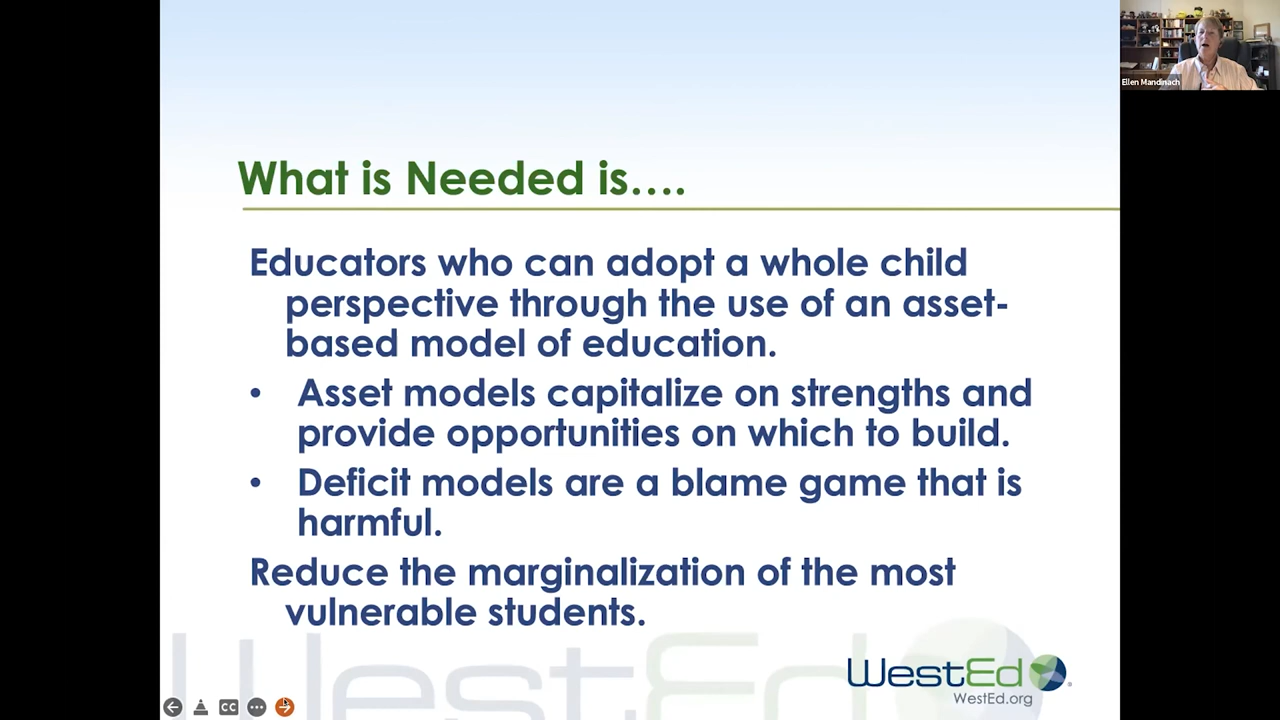 Ellen Mandinach
What is Needed is....
Educators who can adopt a whole child
perspective through the use of an asset-
based model of education.
• Asset models capitalize on strengths and
provide opportunities on which to build.
• Deficit models are a blame game that is
harmful.
Reduce the marginalization of the most
vulnerable students.
WestEd
WestEd®
WestEd.org
CC